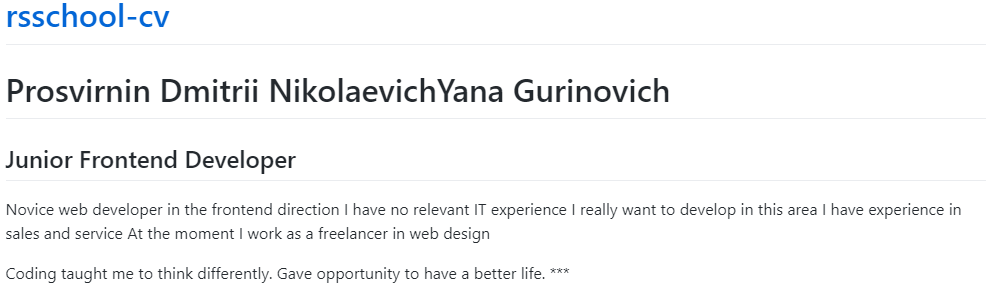 rsschool-cv
Prosvirnin Dmitrii NikolaevichYana Gurinovich
Junior Frontend Developer
Novice web developer in the frontend direction I have no relevant IT experience I really want to develop in this area I have experience in
sales and service At the moment I work as a freelancer in web design
Coding taught me to think differently. Gave opportunity to have a better life. ***